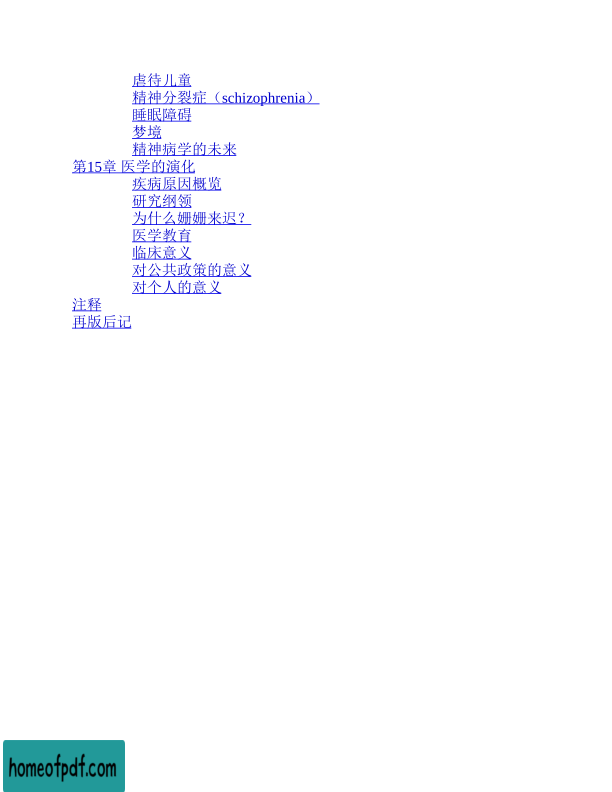 虐待儿童
精神分裂症（schizophrenia）
睡眠障碍
梦境
精神病学的未来
第15章 医学的演化
疾病原因概览
研究纲领
为什么姗姗来迟？
医学教育
临床意义
对公共政策的意义
对个人的意义
注释
再版后记
homeofpdf.com